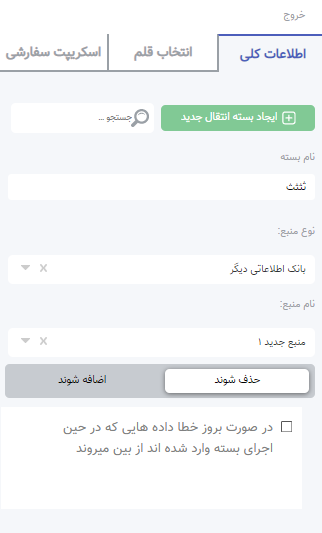 خروج
اطلاعات کلی
انتخاب قلم
اسکریپت سفارشی
ایجاد بسته انتقال جدید
جستجو ...
نام بسته
ثثثث
نوع منبع:
بانک اطلاعاتی دیگر
نام منبع:
منبع جدید ۱
حذف شوند
اضافه شوند
در صورت بروز خطا داده هایی که در حین
اجرای بسته وارد شده اند از بین میروند